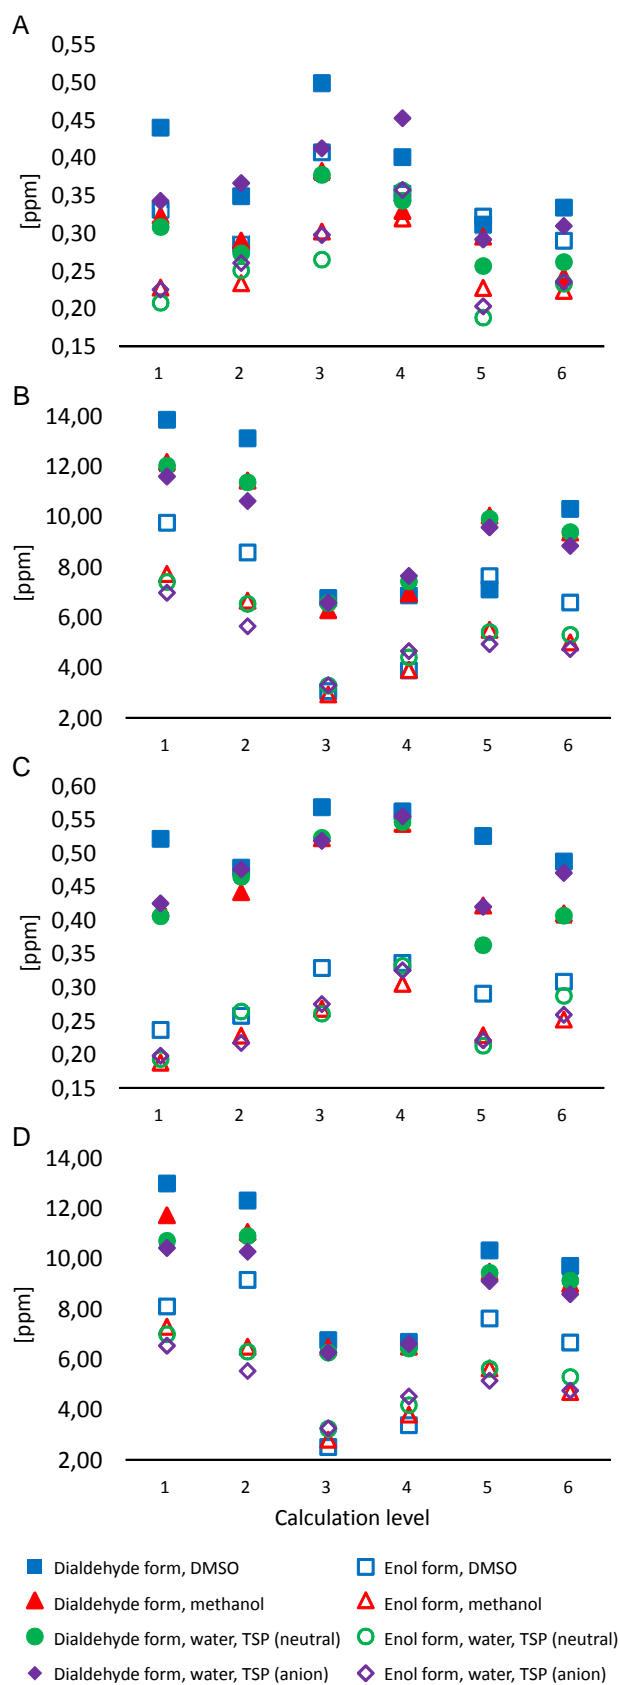 A
0,55
0,50
0,45
0,40
0,35
0,30
0,25
0,20
0,15
[ppm]
1 2 3 4 5 6
B
14,00
12,00
10,00
8,00
6,00
4,00
2,00
[ppm]
1 2 3 4 5 6
C
0,60
0,55
0,50
0,45
0,40
0,35
0,30
0,25
0,20
0,15
[ppm]
1 2 3 4 5 6
D
14,00
12,00
10,00
8,00
6,00
4,00
2,00
[ppm]
1 2 3 4 5 6
Calculation level
Dialdehyde form, DMSO Enol form, DMSO
Dialdehyde form, methanol Enol form, methanol
Dialdehyde form, water, TSP (neutral) Enol form, water, TSP (neutral)
Dialdehyde form, water, TSP (anion) Enol form, water, TSP (anion)